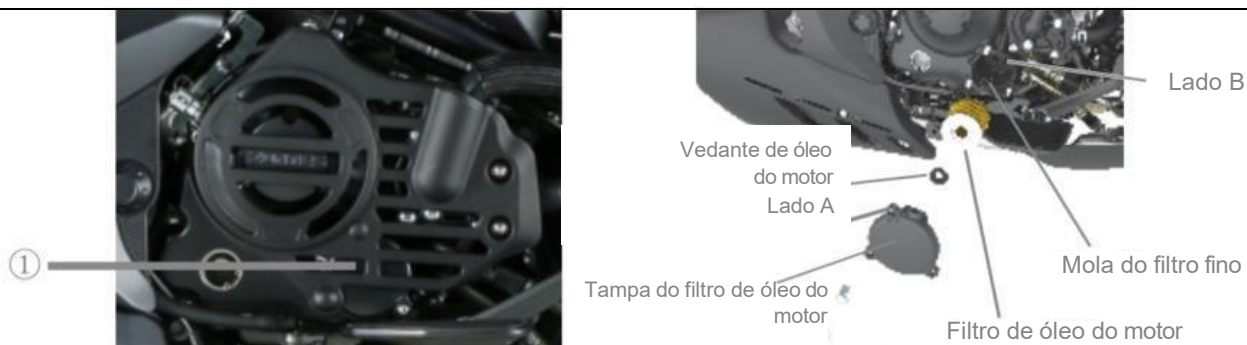 ①
Lado B
Vedante de óleo
do motor
Lado A
Tampa do filtro de óleo do
motor
Mola do filtro fino
Filtro de óleo do motor